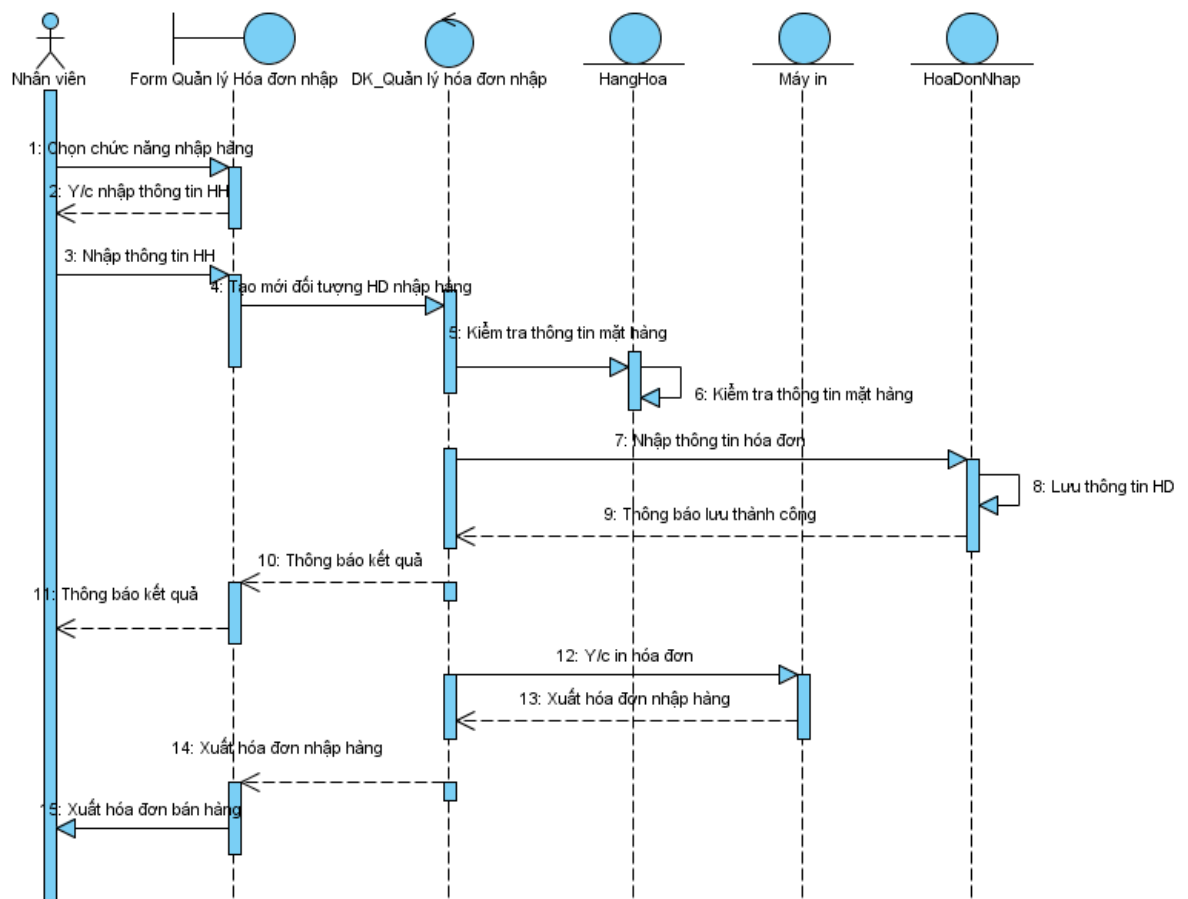 Nhân viên
Form Quản lý Hóa đơn nhập
DK_Quản lý hóa đơn nhập
HangHoa
Máy in
HoaDonNhap
1: Chọn chức năng nhập hàng
2: Y/c nhập thông tin HH
3: Nhập thông tin HH
4: Tạo mới đối tượng HD nhập hàng
5: Kiểm tra thông tin mặt hàng
6: Kiểm tra thông tin mặt hàng
7: Nhập thông tin hóa đơn
8: Lưu thông tin HD
9: Thông báo lưu thành công
10: Thông báo kết quả
11: Thông báo kết quả
12: Y/c in hóa đơn
13: Xuất hóa đơn nhập hàng
14: Xuất hóa đơn nhập hàng
15: Xuất hóa đơn bán hàng